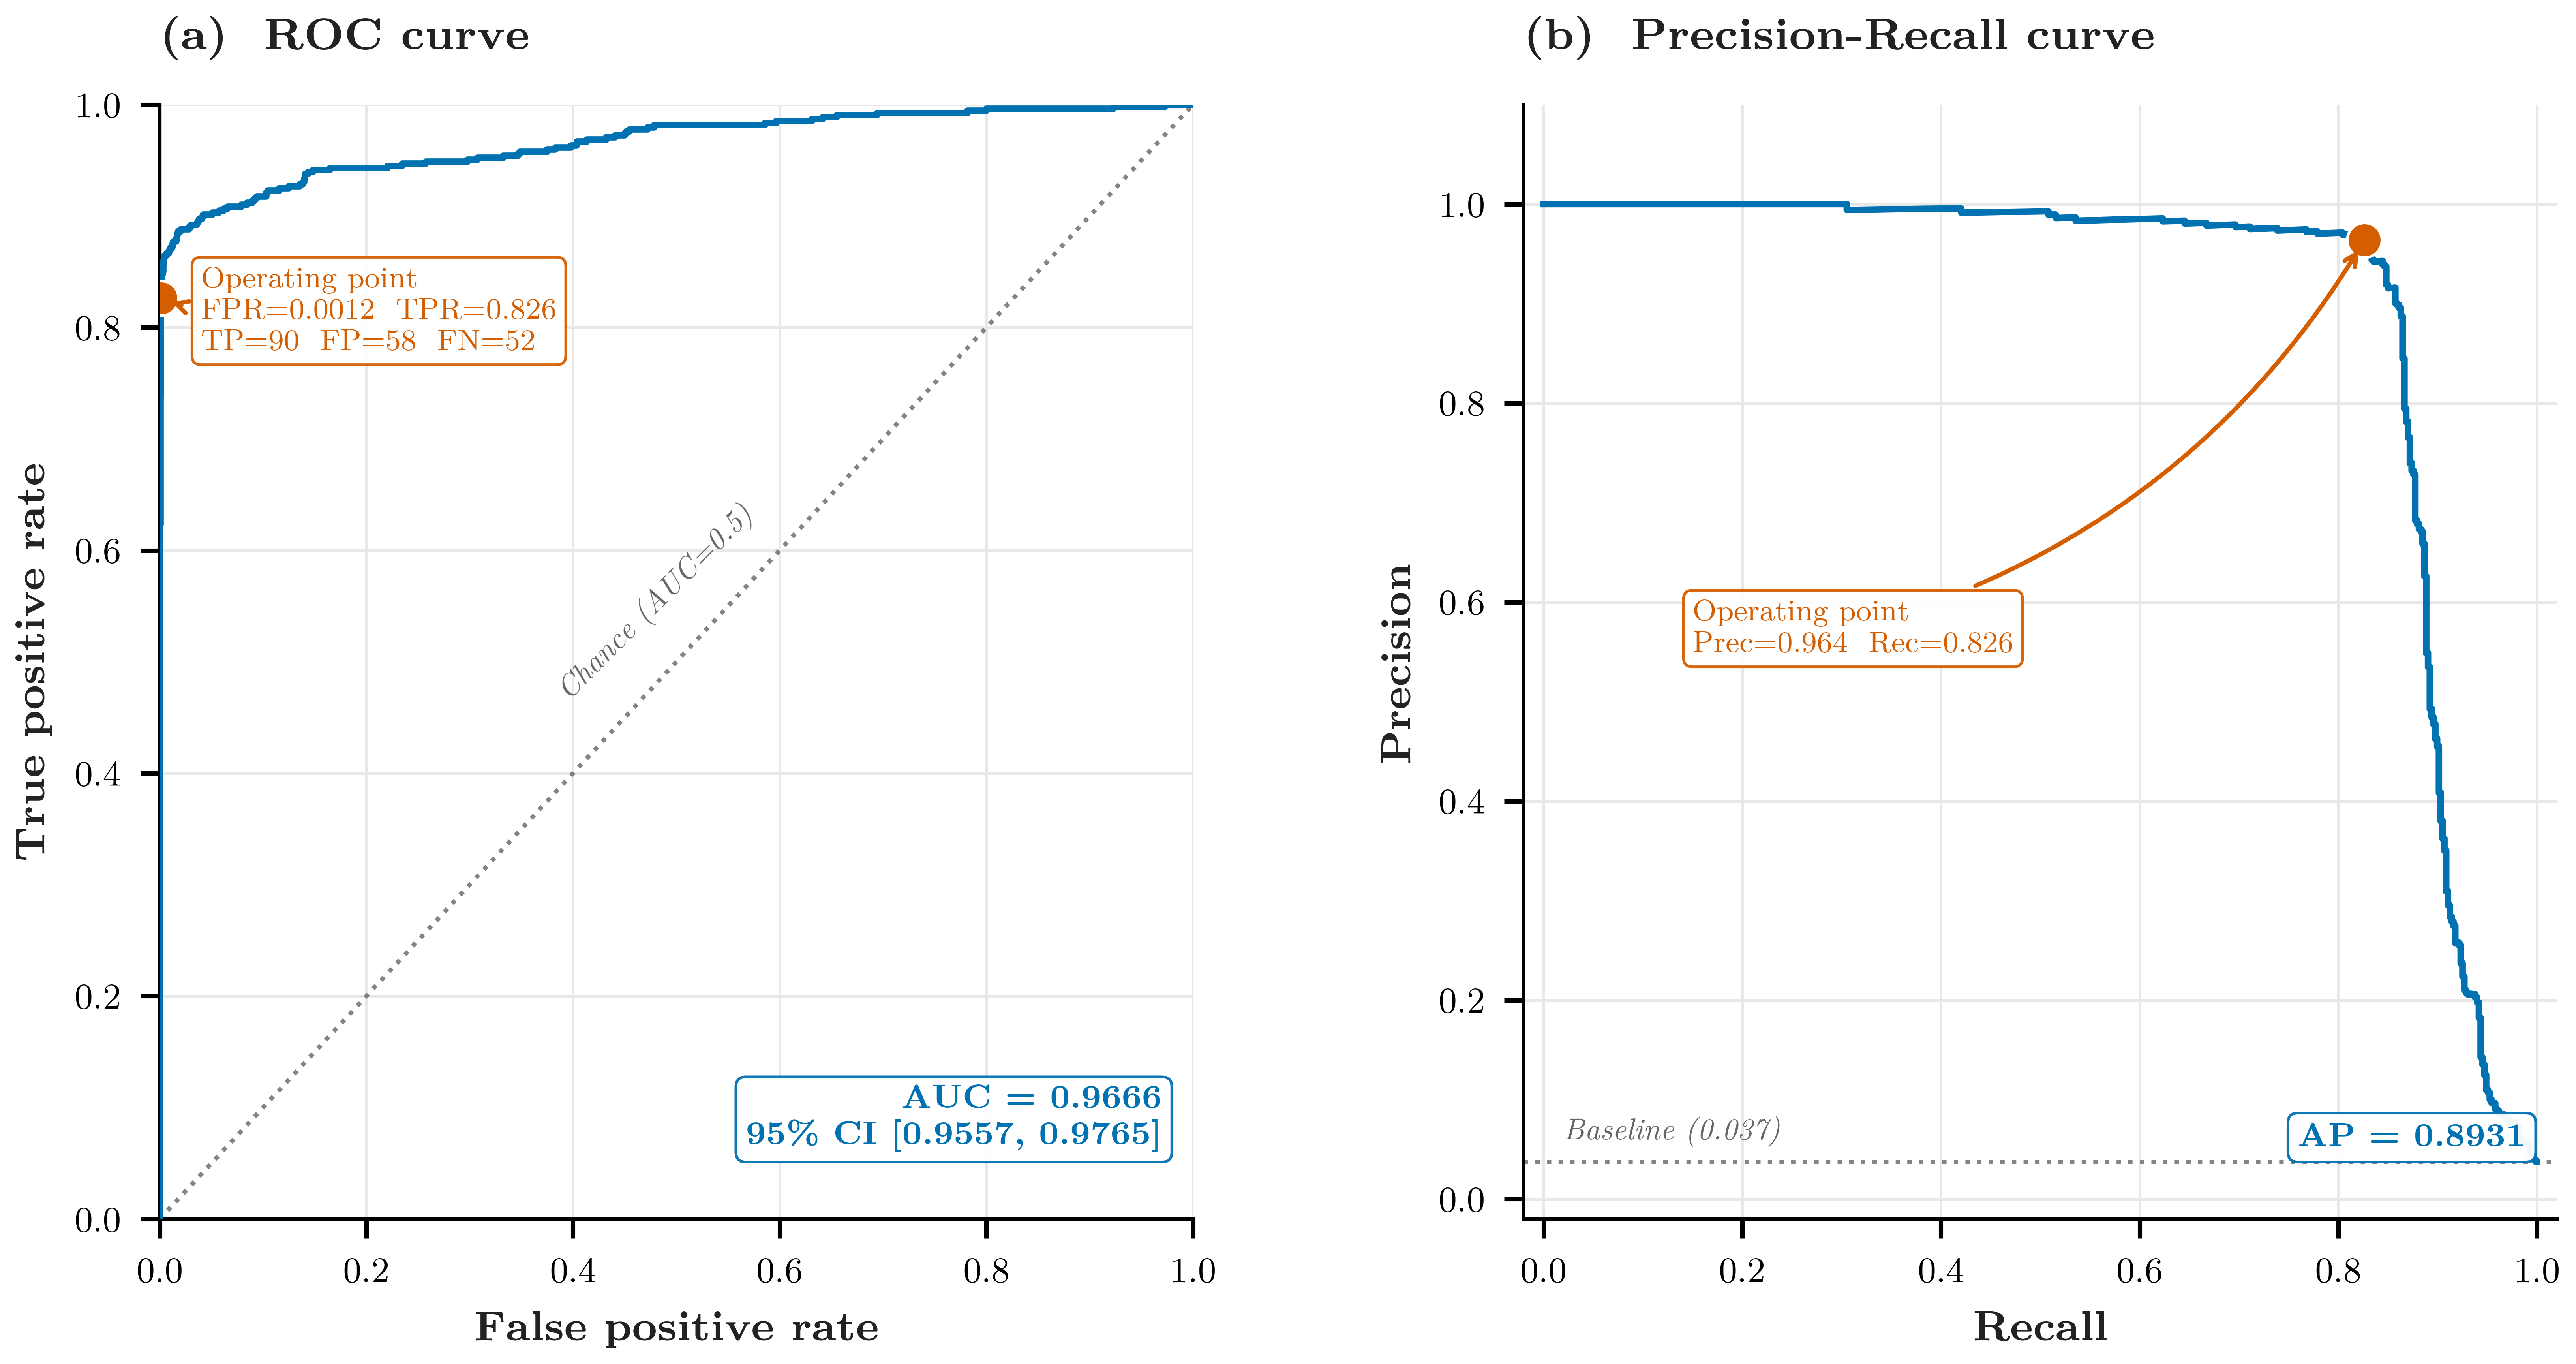 (a) ROC curve
1.0
0.8
0.6
0.4
0.2
0.0
True positive rate
Operating point
FPR=0.0012 TPR=0.826
TP=90 FP=58 FN=52
Chance (AUC=0.5)
AUC = 0.9666
95% CI [0.9557, 0.9765]
0.0 0.2 0.4 0.6 0.8 1.0
False positive rate
(b) Precision-Recall curve
1.0
0.8
0.6
0.4
0.2
0.0
Precision
Operating point
Prec=0.964 Rec=0.826
Baseline (0.037)
AP = 0.8931
0.0 0.2 0.4 0.6 0.8 1.0
Recall